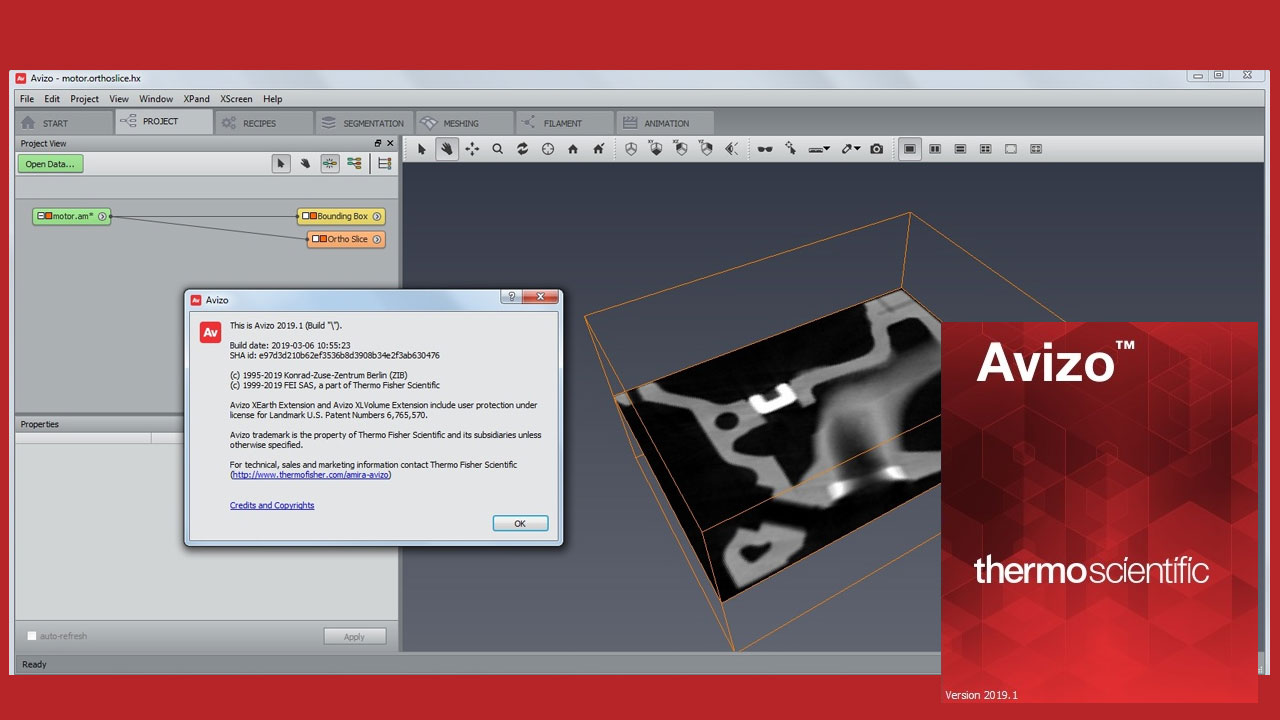 Avizo - motor.orthoslice.hx
File Edit Project View Window XPand XScreen Help
START PROJECT RECIPES SEGMENTATION MESHING FILAMENT ANIMATION
Project View
Open Data...
motor.am*
Bounding Box
Ortho Slice
Avizo
Av
This is Avizo 2019.1 (Build "\").
Build date: 2019-03-06 10:55:23
SHA id: e97d3d210b62ef3536b8d3908b34e2f3ab630476
(c) 1995-2019 Konrad-Zuse-Zentrum Berlin (ZIB)
(c) 1999-2019 FEI SAS, a part of Thermo Fisher Scientific
Avizo XEarth Extension and Avizo XLVolume Extension include user protection under
license for Landmark U.S. Patent Numbers 6,765,570.
Avizo trademark is the property of Thermo Fisher Scientific and its subsidiaries unless
otherwise specified.
For technical, sales and marketing information contact Thermo Fisher Scientific
(http://www.thermofisher.com/amira-avizo)
Credits and Copyrights
OK
Properties
auto-refresh
Apply
Ready
Avizo™
thermo scientific
Version 2019.1